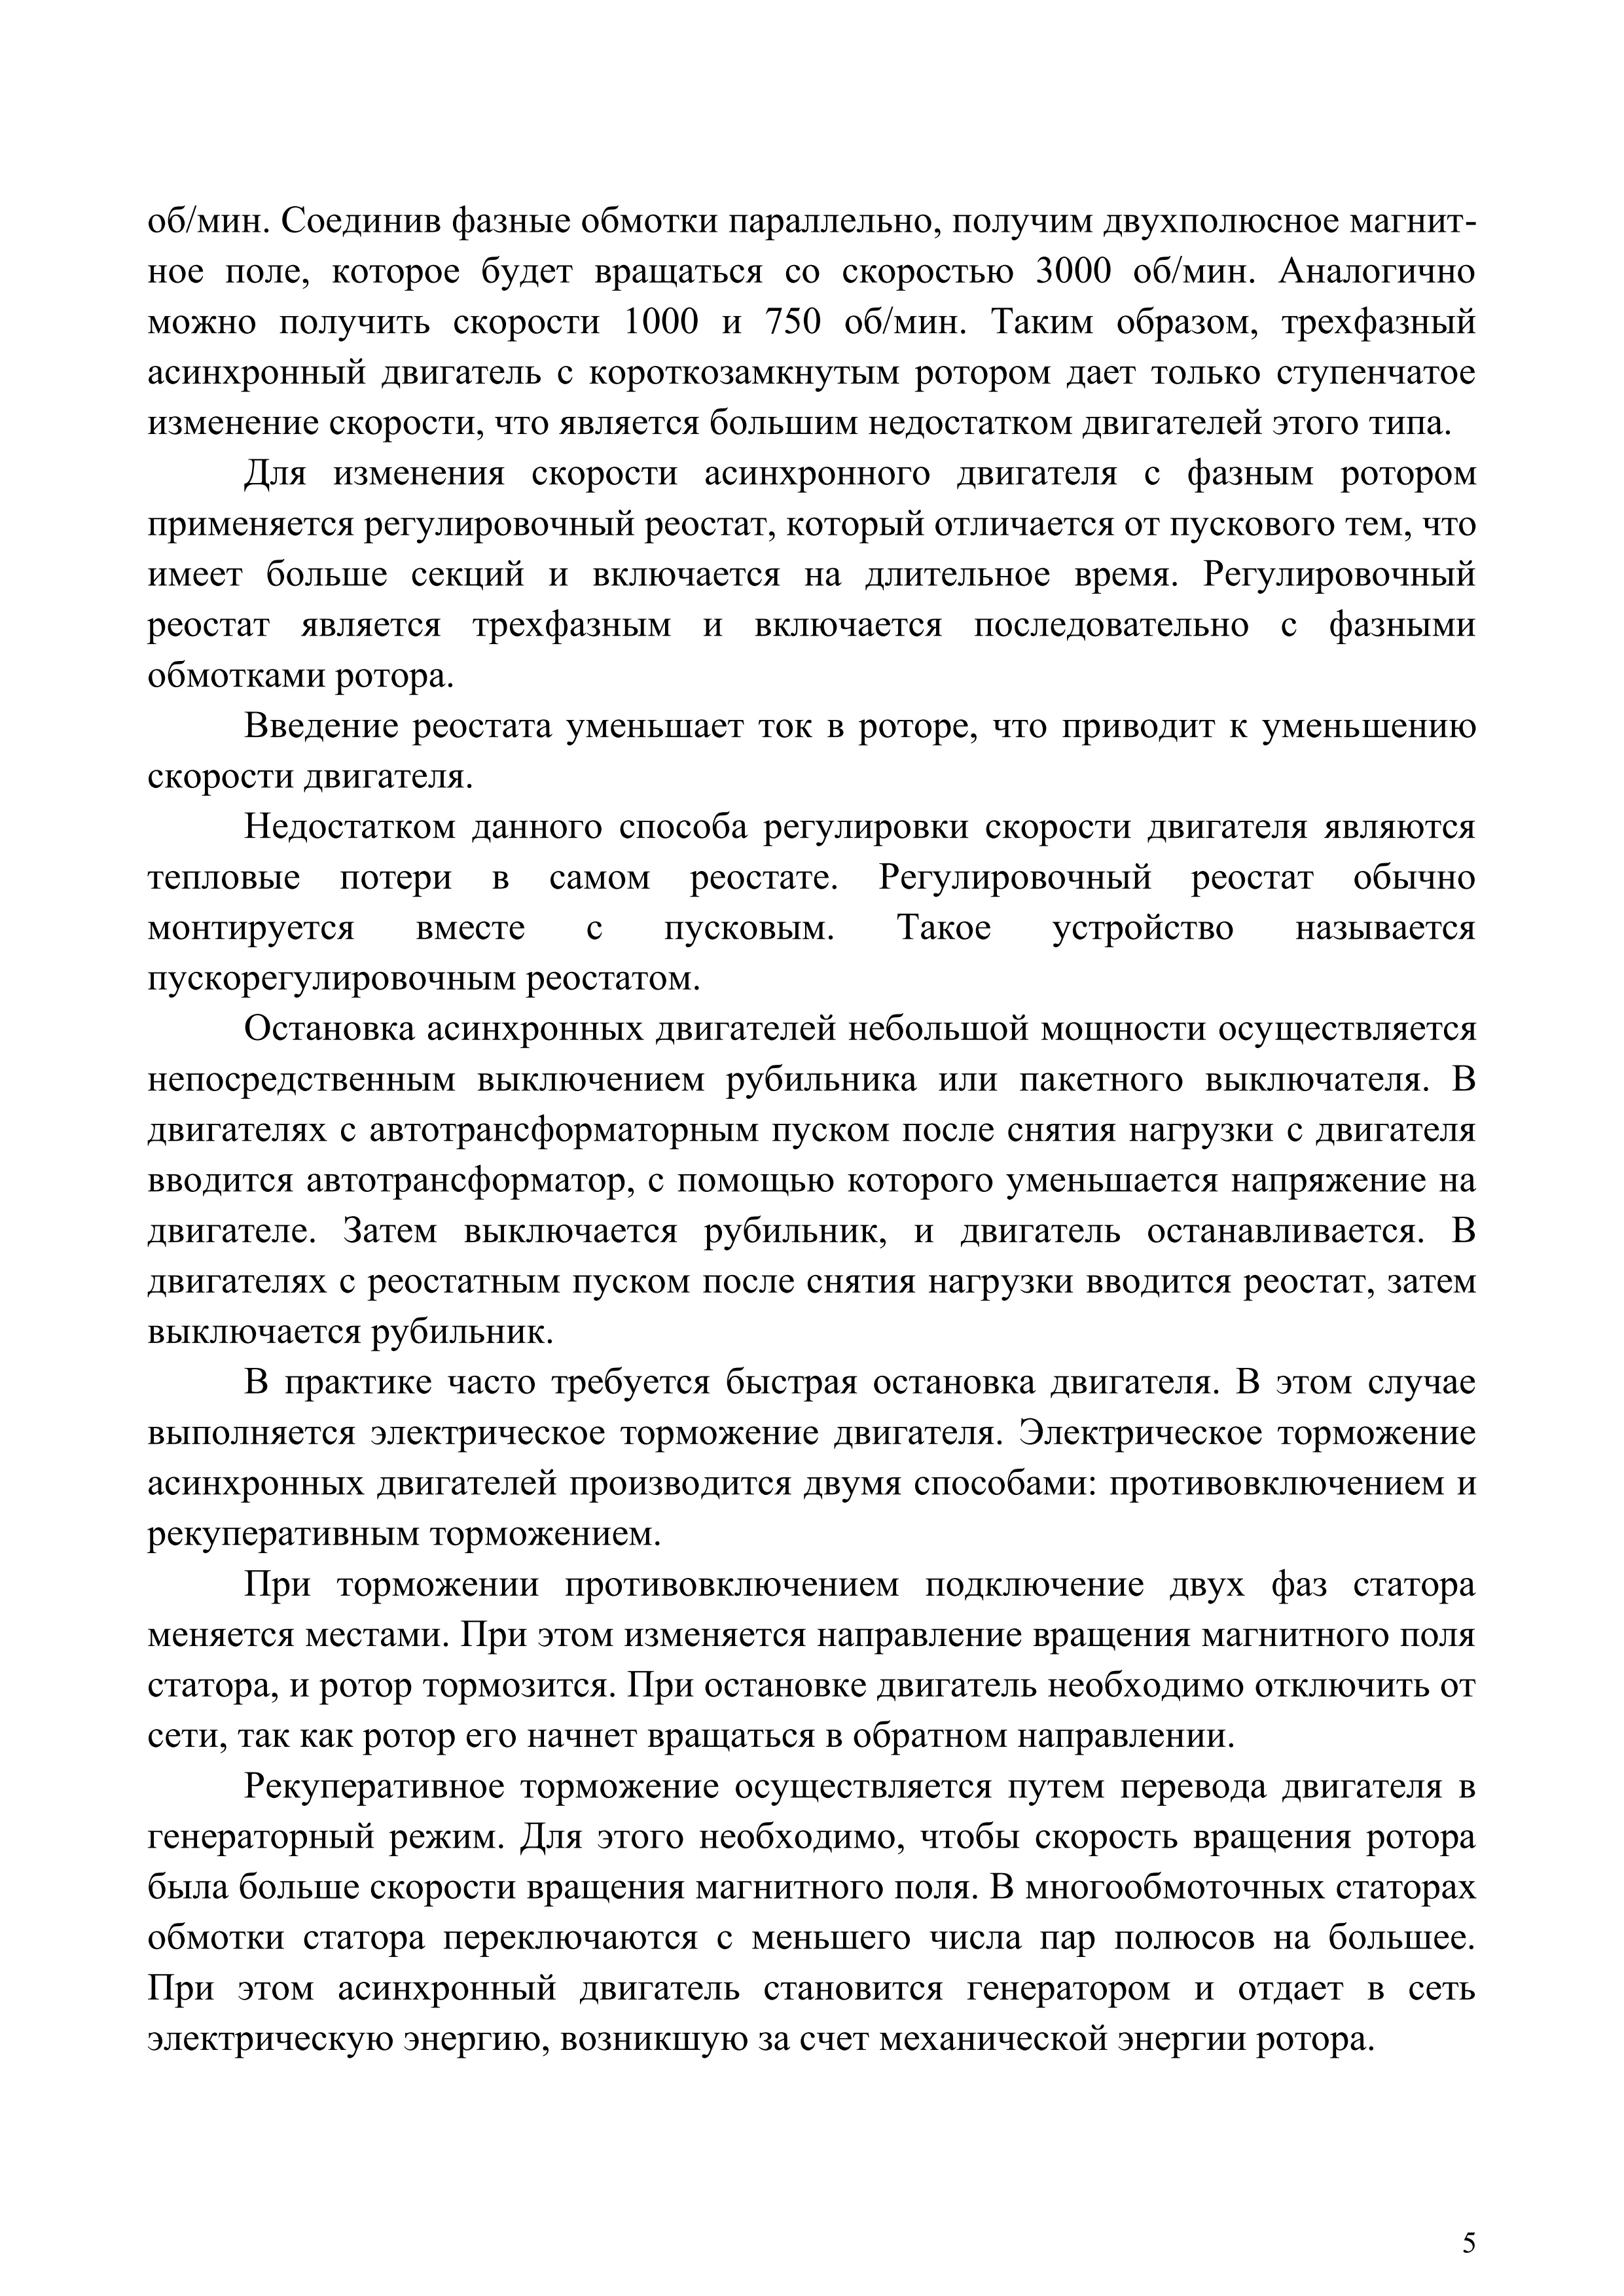 об/мин. Соединив фазные обмотки параллельно, получим двухполюсное магнит-
ное поле, которое будет вращаться со скоростью 3000 об/мин. Аналогично
можно получить скорости 1000 и 750 об/мин. Таким образом, трехфазный
асинхронный двигатель с короткозамкнутым ротором дает только ступенчатое
изменение скорости, что является большим недостатком двигателей этого типа.
Для изменения скорости асинхронного двигателя с фазным ротором
применяется регулировочный реостат, который отличается от пускового тем, что
имеет больше секций и включается на длительное время. Регулировочный
реостат является трехфазным и включается последовательно с фазными
обмотками ротора.
Введение реостата уменьшает ток в роторе, что приводит к уменьшению
скорости двигателя.
Недостатком данного способа регулировки скорости двигателя являются
тепловые потери в самом реостате. Регулировочный реостат обычно
монтируется вместе с пусковым. Такое устройство называется
пускорегулировочным реостатом.
Остановка асинхронных двигателей небольшой мощности осуществляется
непосредственным выключением рубильника или пакетного выключателя. В
двигателях с автотрансформаторным пуском после снятия нагрузки с двигателя
вводится автотрансформатор, с помощью которого уменьшается напряжение на
двигателе. Затем выключается рубильник, и двигатель останавливается. В
двигателях с реостатным пуском после снятия нагрузки вводится реостат, затем
выключается рубильник.
В практике часто требуется быстрая остановка двигателя. В этом случае
выполняется электрическое торможение двигателя. Электрическое торможение
асинхронных двигателей производится двумя способами: противовключением и
рекуперативным торможением.
При торможении противовключением подключение двух фаз статора
меняется местами. При этом изменяется направление вращения магнитного поля
статора, и ротор тормозится. При остановке двигатель необходимо отключить от
сети, так как ротор его начнет вращаться в обратном направлении.
Рекуперативное торможение осуществляется путем перевода двигателя в
генераторный режим. Для этого необходимо, чтобы скорость вращения ротора
была больше скорости вращения магнитного поля. В многообмоточных статорах
обмотки статора переключаются с меньшего числа пар полюсов на большее.
При этом асинхронный двигатель становится генератором и отдает в сеть
электрическую энергию, возникшую за счет механической энергии ротора.
5